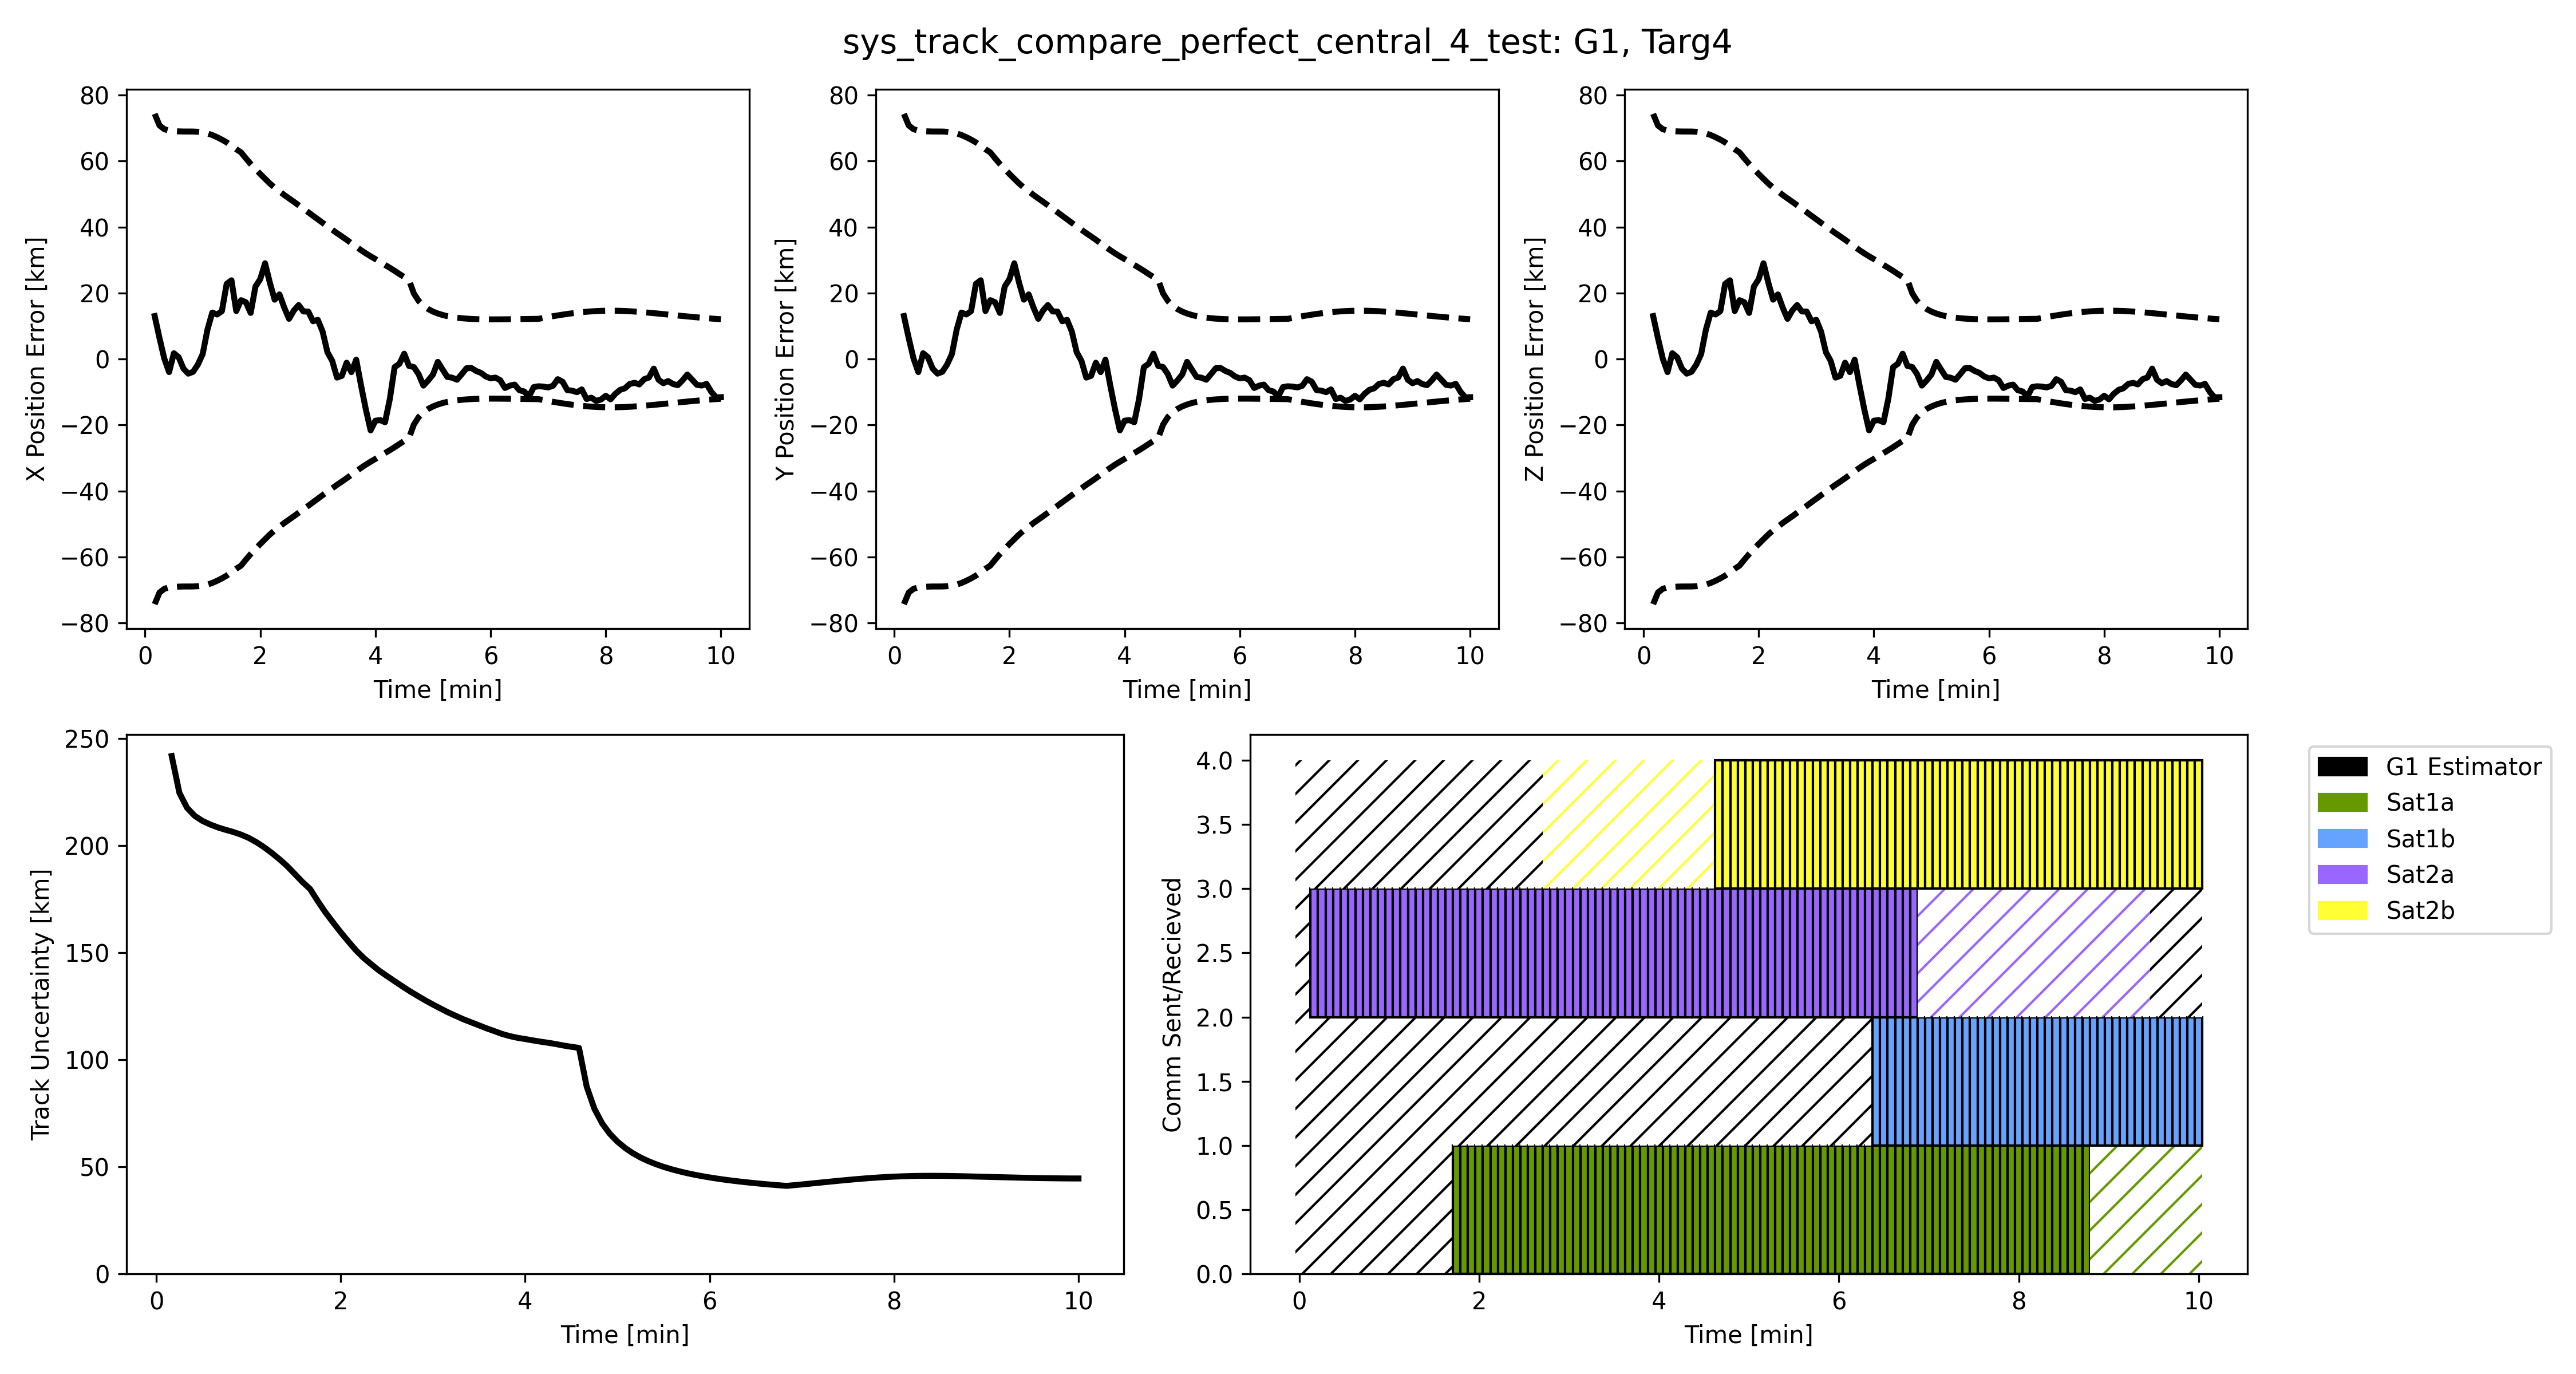 sys_track_compare_perfect_central_4_test: G1, Targ4
80
60
40
20
0
−20
−40
−60
−80
X Position Error [km]
0 2 4 6 8 10
Time [min]
80
60
40
20
0
−20
−40
−60
−80
Y Position Error [km]
0 2 4 6 8 10
Time [min]
80
60
40
20
0
−20
−40
−60
−80
Z Position Error [km]
0 2 4 6 8 10
Time [min]
250
200
150
100
50
0
Track Uncertainty [km]
0 2 4 6 8 10
Time [min]
4.0
3.5
3.0
2.5
2.0
1.5
1.0
0.5
0.0
Comm Sent/Recieved
0 2 4 6 8 10
Time [min]
G1 Estimator
Sat1a
Sat1b
Sat2a
Sat2b